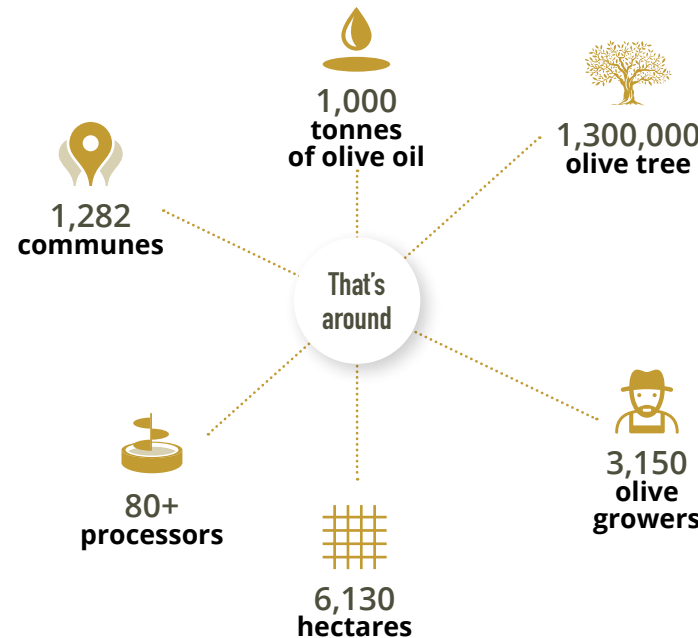 1,000
tonnes
of olive oil
1,300,000
olive tree
1,282
communes
That's
around
3,150
olive
growers
80+
processors
6,130
hectares